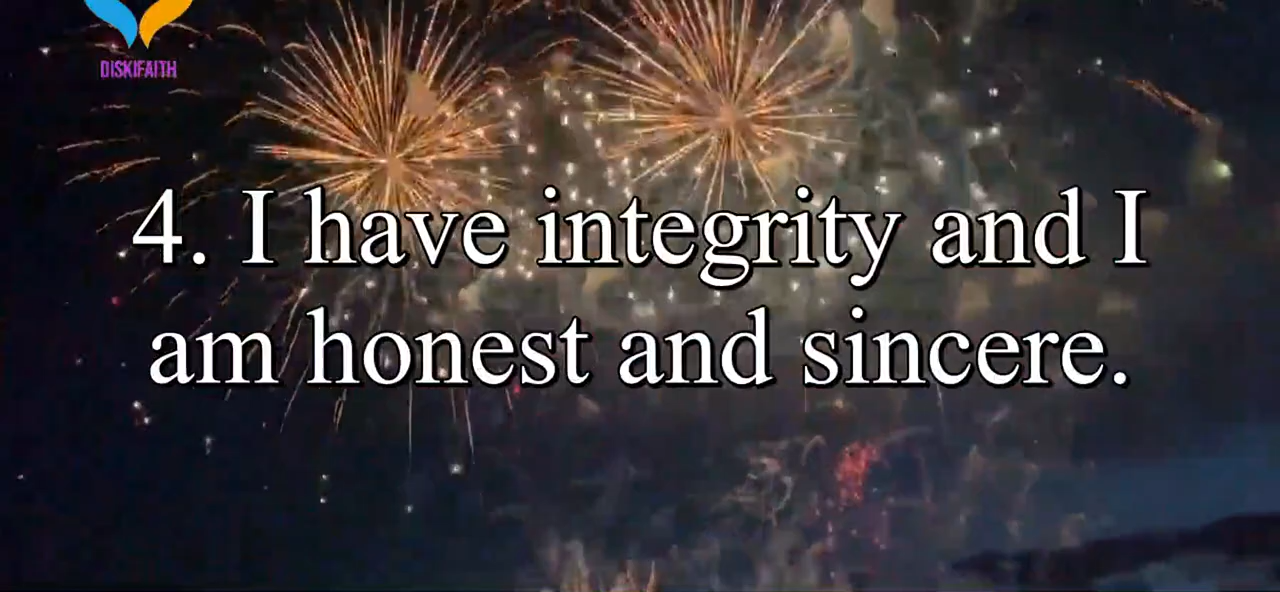 DISKIFAITH
4. I have integrity and I
am honest and sincere.